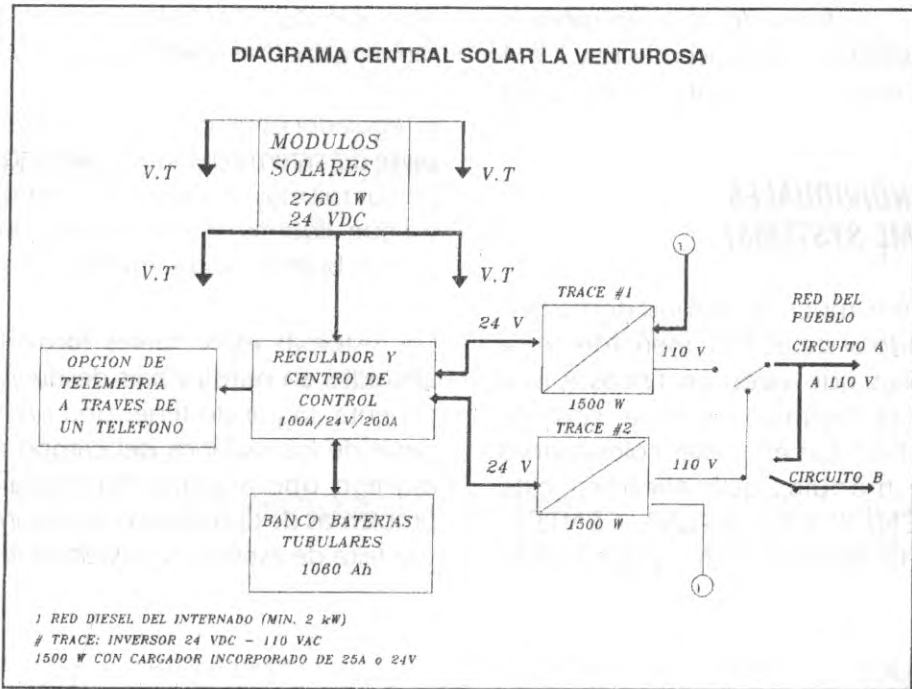 DIAGRAMA CENTRAL SOLAR LA VENTUROSA
MODULOS
SOLARES
2760 W
24 VDC
V.T
V.T
V.T
V.T
OPCION DE
TELEMETRIA
A TRAVES DE
UN TELEFONO
REGULADOR Y
CENTRO DE
CONTROL
100A/24V/200A
BANCO BATERIAS
TUBULARES
1060 Ah
24 V
TRACE #1
1500 W
1
110 V
24 V
TRACE #2
1500 W
110 V
1
RED DEL
PUEBLO
CIRCUITO A
110 V
CIRCUITO B
1 RED DIESEL DEL INTERNADO (MIN. 2 kW)
# TRACE: INVERSOR 24 VDC - 110 VAC
1500 W CON CARGADOR INCORPORADO DE 25A o 24V